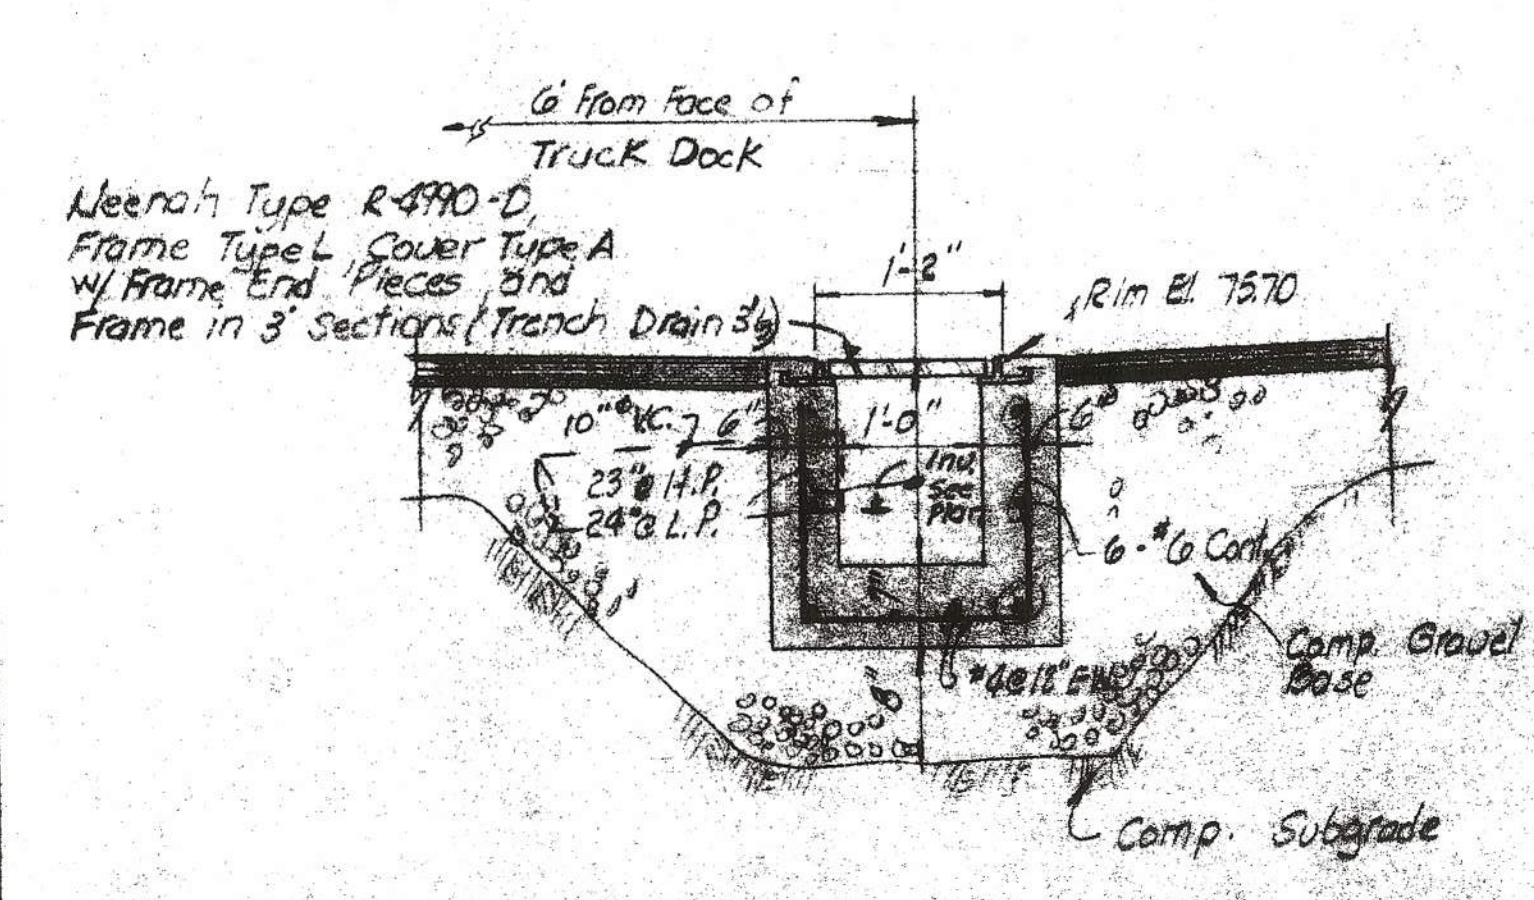 6' From Face of
Truck Dock
Neenah Type R-4990-D,
Frame Type L, Cover Type A
w/ Frame End Pieces and
Frame in 3' Sections (Trench Drain
1'-2"
Rim El. 75.70
10"
6"
1'-0"
6"
Inv.
See
Plan
23" @ H.P.
24" @ L.P.
6 - #6 Cont.
Comp. Gravel
Base
#4@12" EW
Comp. Subgrade